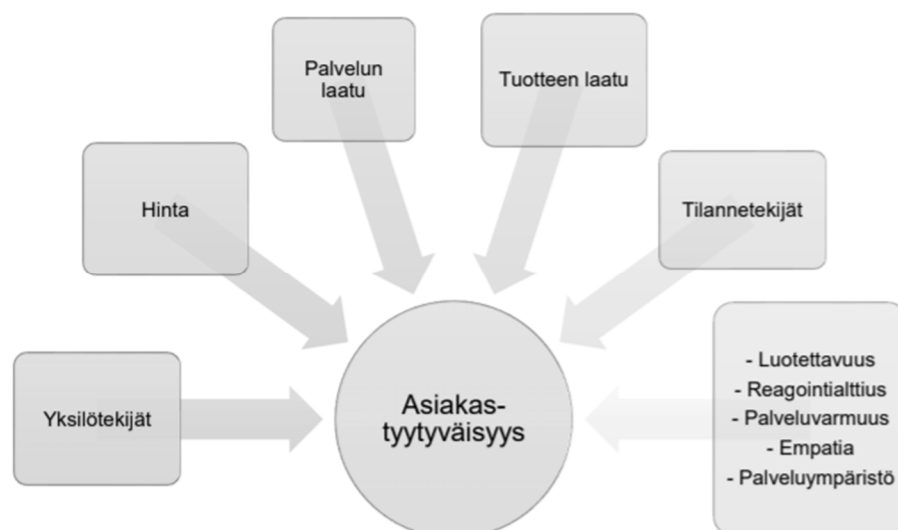 Palvelun
laatu
Tuotteen laatu
Hinta
Tilannetekijät
Yksilötekijät
Asiakas-
tyytyväisyys
- Luotettavuus
- Reagointialttius
- Palveluvarmuus
- Empatia
- Palveluympäristö